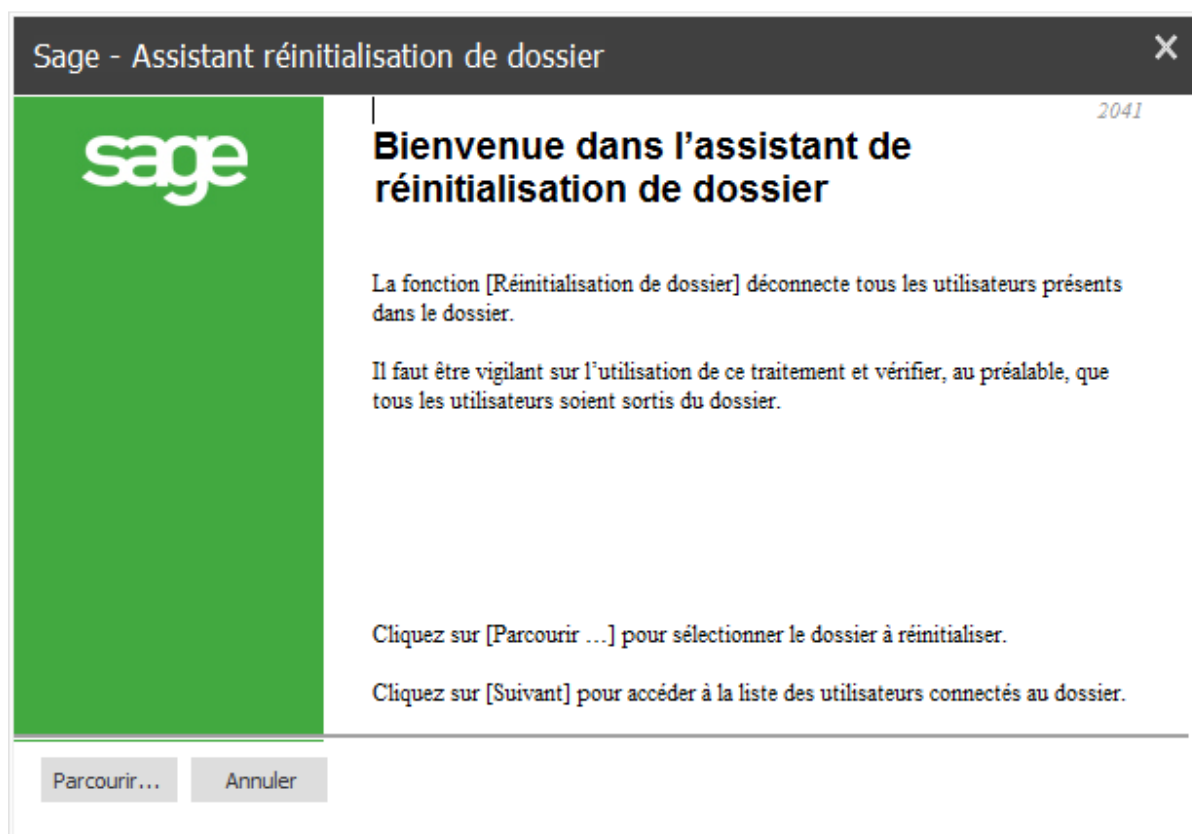 Sage - Assistant réinitialisation de dossier
sage
2041
Bienvenue dans l’assistant de
réinitialisation de dossier
La fonction [Réinitialisation de dossier] déconnecte tous les utilisateurs présents
dans le dossier.
Il faut être vigilant sur l’utilisation de ce traitement et vérifier, au préalable, que
tous les utilisateurs soient sortis du dossier.
Cliquez sur [Parcourir …] pour sélectionner le dossier à réinitialiser.
Cliquez sur [Suivant] pour accéder à la liste des utilisateurs connectés au dossier.
Parcourir...
Annuler